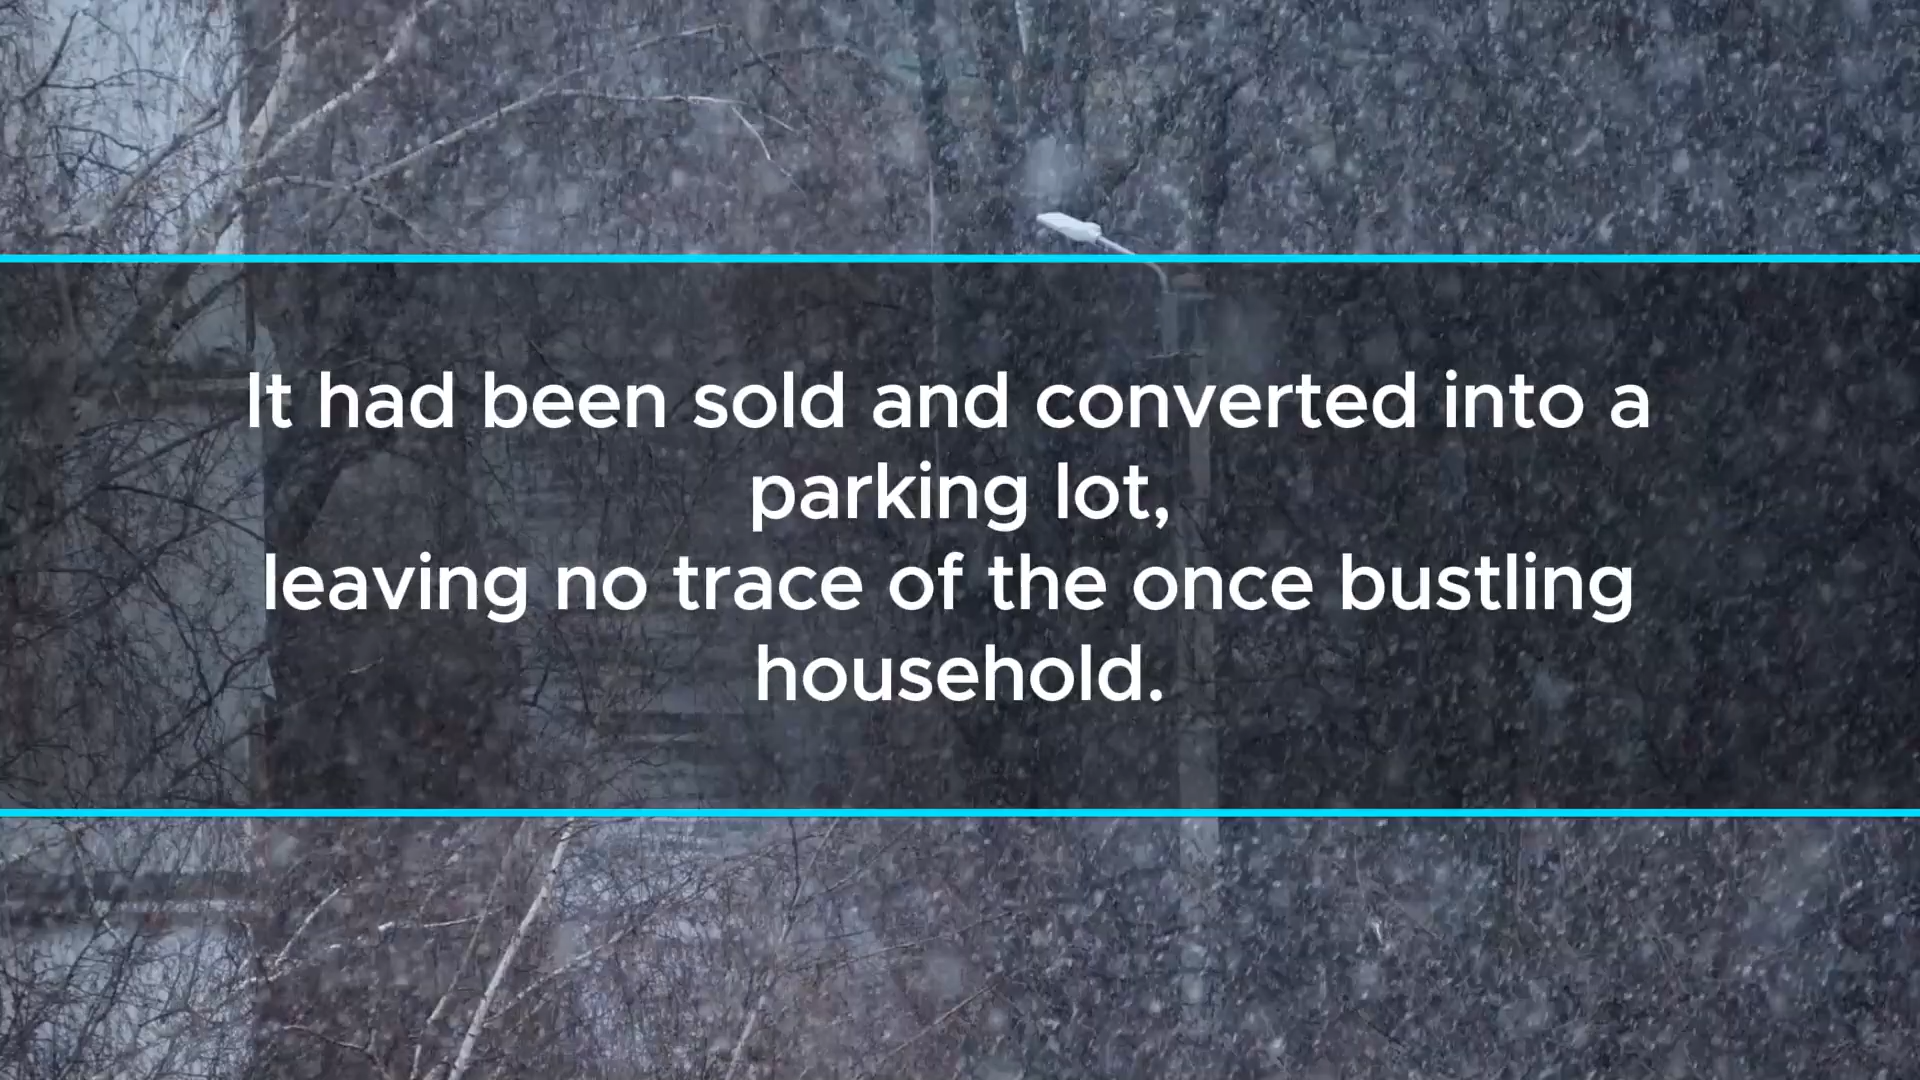 It had been sold and converted into a
parking lot,
leaving no trace of the once bustling
household.